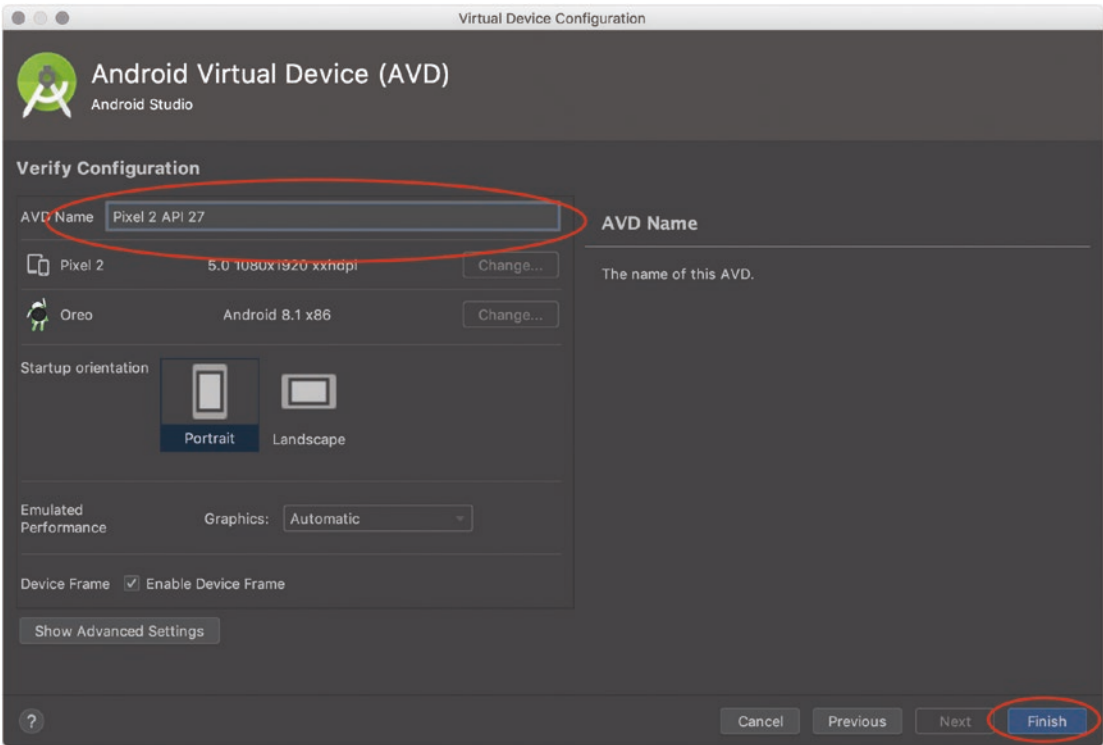 Virtual Device Configuration
Android Virtual Device (AVD)
Android Studio
Verify Configuration
AVD Name Pixel 2 API 27
Pixel 2 5.0 1080x1920 xxhdpi Change...
Oreo Android 8.1 x86 Change...
Startup orientation
Portrait Landscape
Emulated
Performance Graphics: Automatic
Device Frame Enable Device Frame
Show Advanced Settings
AVD Name
The name of this AVD.
? Cancel Previous Next Finish